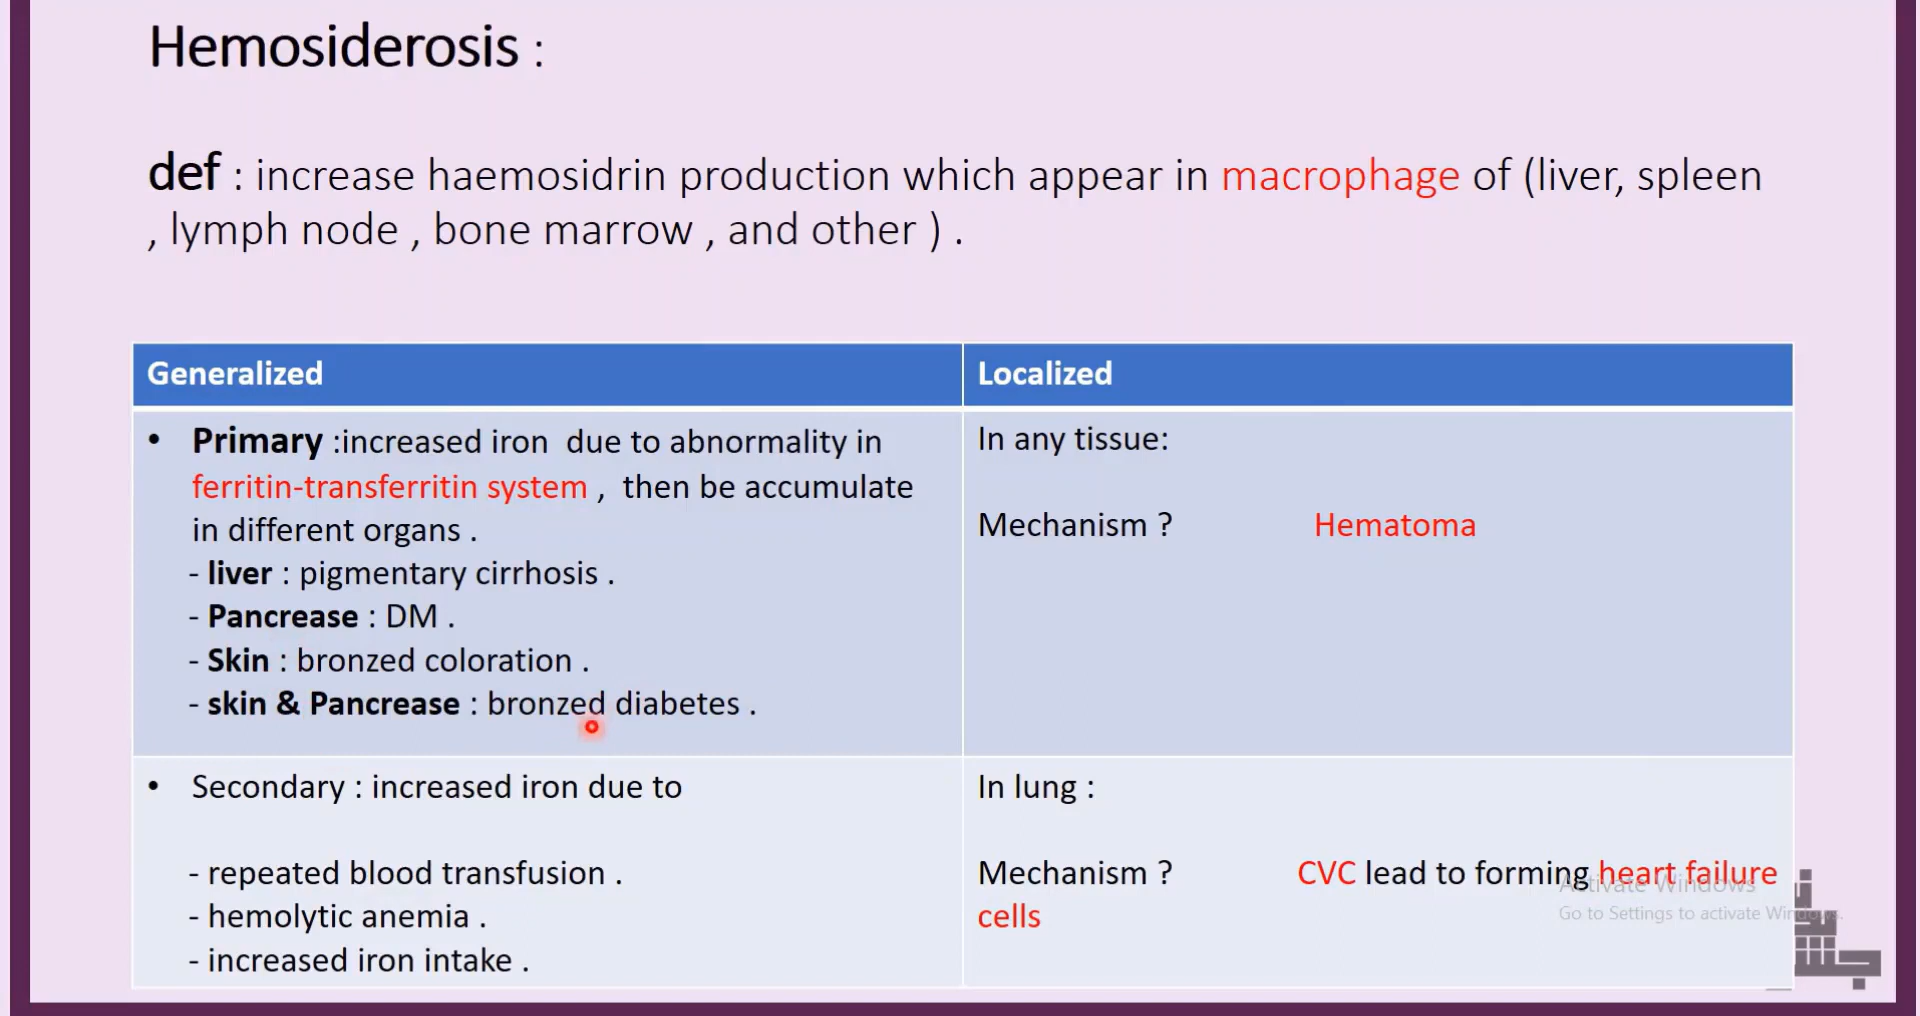 Hemosiderosis :
def : increase haemosidrin production which appear in macrophage of (liver, spleen
, lymph node , bone marrow , and other ) .
Generalized
Localized
• Primary :increased iron due to abnormality in
ferritin-transferritin system , then be accumulate
in different organs .
- liver : pigmentary cirrhosis .
- Pancrease : DM .
- Skin : bronzed coloration .
- skin & Pancrease : bronzed diabetes .
In any tissue:
Mechanism ? Hematoma
• Secondary : increased iron due to
- repeated blood transfusion .
- hemolytic anemia .
- increased iron intake .
In lung :
Mechanism ? CVC lead to forming heart failure
cells
Activate Windows
Go to Settings to activate Windows.